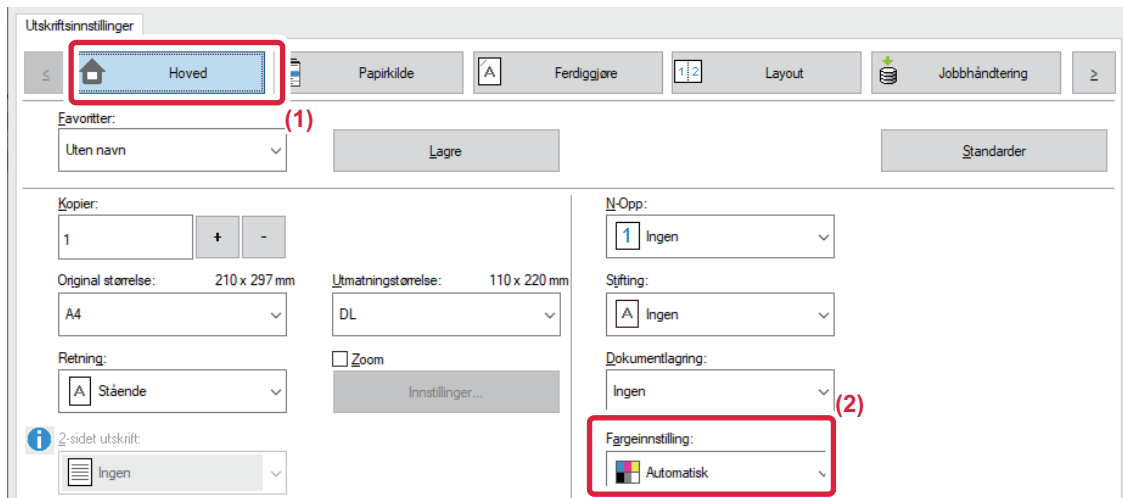 Utskriftsinnstillinger
≤ Hoved Papirkilde Ferdiggjøre Layout Jobbhåndtering ≥
(1)
Favoritter:
Uten navn Lagre Standarder
Kopier: N-Opp:
1 + - 1 Ingen
Original størrelse: 210 x 297 mm Utmatningstørrelse: 110 x 220 mm Stifting:
A4 DL A Ingen
Retning: Zoom Dokumentlagring:
A Stående Innstillinger... Ingen
(2)
2-sidet utskrift: Fargeinnstilling:
Ingen Automatisk